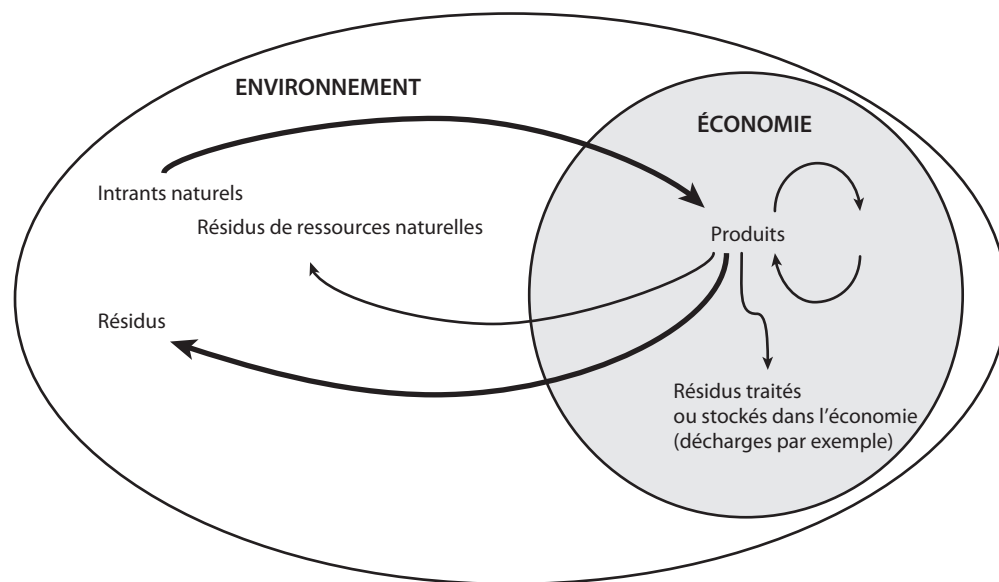 ENVIRONNEMENT
ÉCONOMIE
Intrants naturels
Résidus de ressources naturelles
Produits
Résidus
Résidus traités
ou stockés dans l’économie
(décharges par exemple)